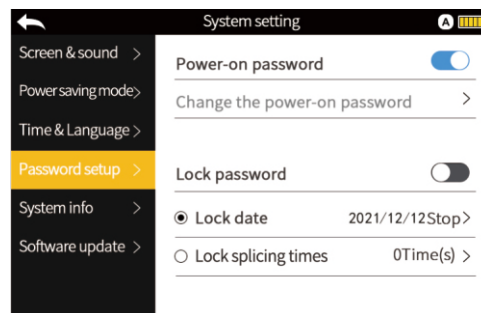 System setting
A
Screen & sound >
Power saving mode>
Time & Language >
Password setup >
System info >
Software update >
Power-on password
Change the power-on password >
Lock password
Lock date 2021/12/12Stop>
Lock splicing times 0Time(s) >